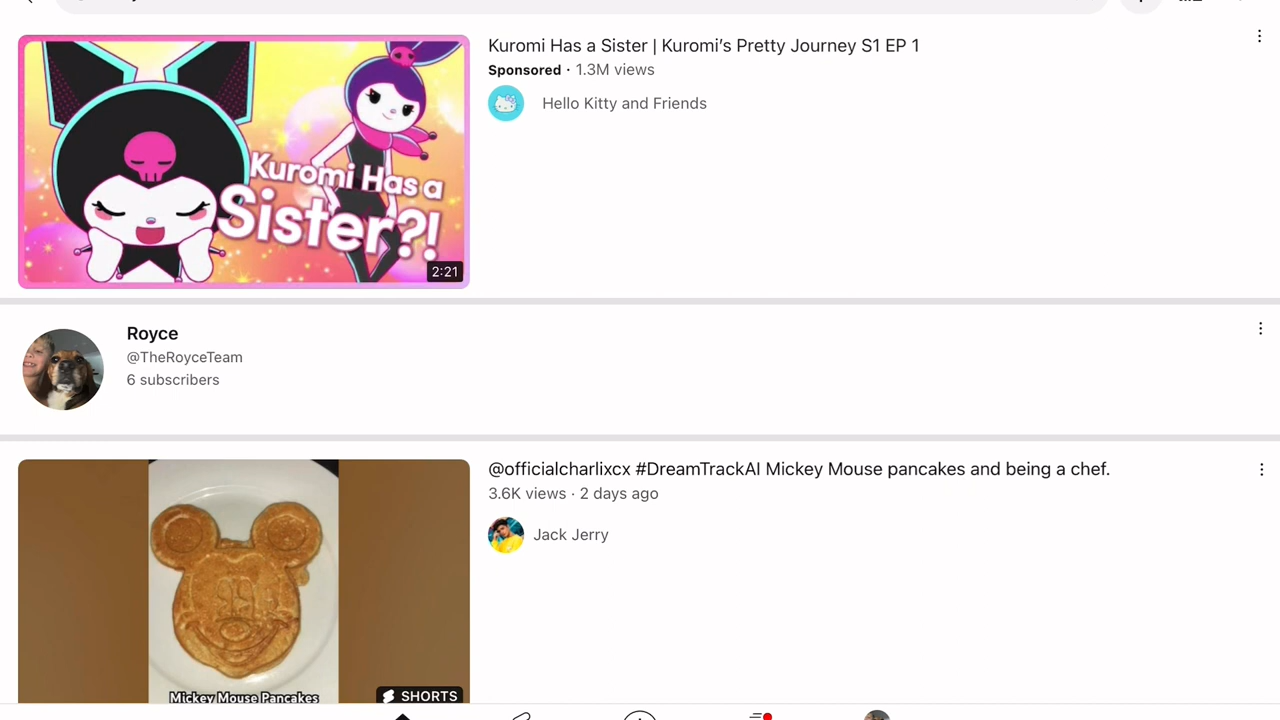 Kuromi Has a
Sister?!
2:21
Kuromi Has a Sister | Kuromi’s Pretty Journey S1 EP 1
Sponsored · 1.3M views
Hello Kitty and Friends
Royce
@TheRoyceTeam
6 subscribers
Mickey Mouse Pancakes
SHORTS
@officialcharlixcx #DreamTrackAI Mickey Mouse pancakes and being a chef.
3.6K views · 2 days ago
Jack Jerry